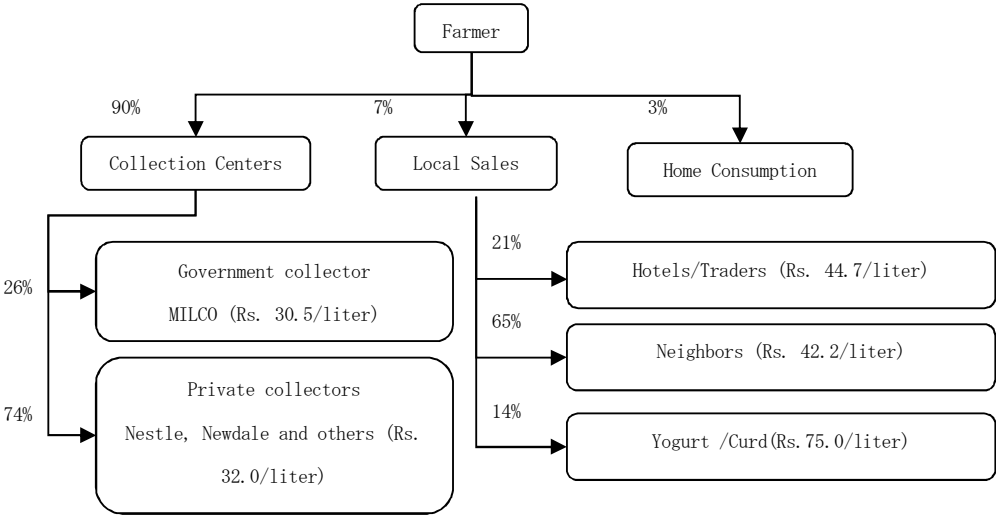 Farmer
90%
7%
3%
Collection Centers
Local Sales
Home Consumption
26%
Government collector
MILCO (Rs. 30.5/liter)
74%
Private collectors
Nestle, Newdale and others (Rs.
32.0/liter)
21%
Hotels/Traders (Rs. 44.7/liter)
65%
Neighbors (Rs. 42.2/liter)
14%
Yogurt /Curd(Rs.75.0/liter)